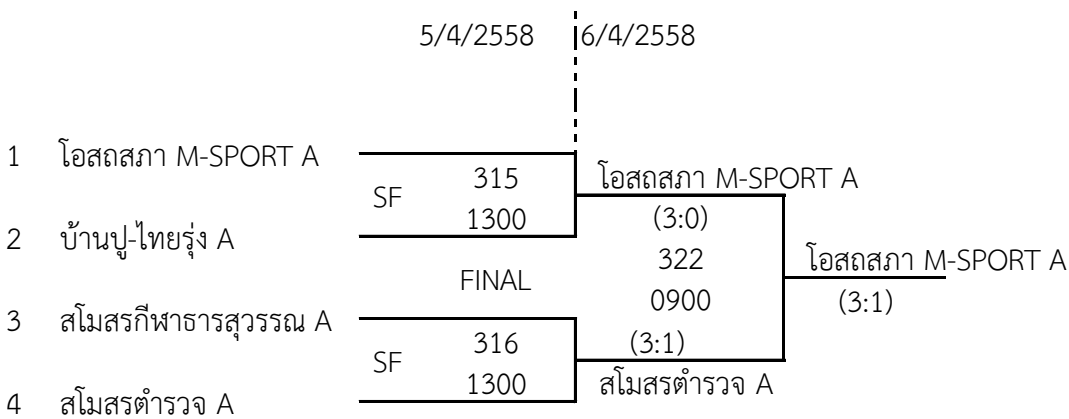 5/4/2558 6/4/2558
1 โอสถสภา M-SPORT A
SF 315 โอสถสภา M-SPORT A
1300 (3:0)
2 บ้านปู-ไทยรุ่ง A
322 โอสถสภา M-SPORT A
FINAL
0900 (3:1)
3 สโมสรกีฬาธารสุวรรณ A
SF 316 (3:1)
1300 สโมสรตำรวจ A
4 สโมสรตำรวจ A